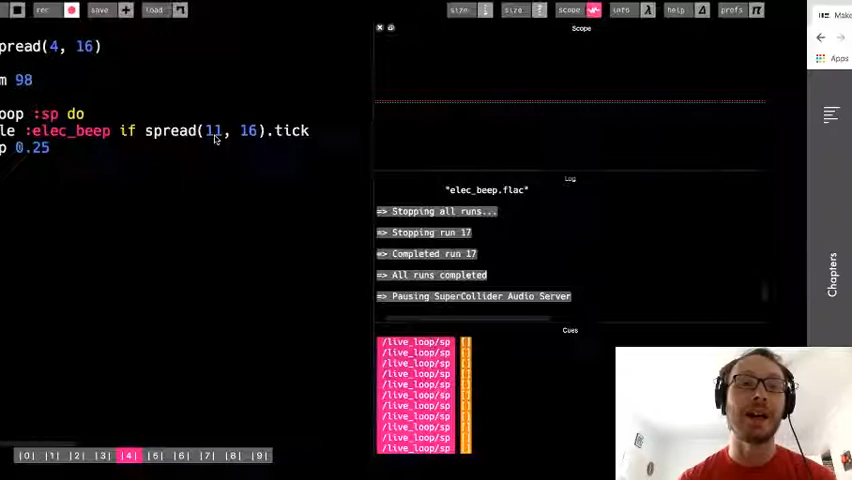 rec save load size size scope info help prefs
Make
Scope
Apps
pread(4, 16)
m 98
oop :sp do
le :elec_beep if spread(11, 16).tick
p 0.25
Log
"elec_beep.flac"
=> Stopping all runs...
=> Stopping run 17
=> Completed run 17
=> All runs completed
=> Pausing SuperCollider Audio Server
Chapters
Cues
/live_loop/sp []
/live_loop/sp []
/live_loop/sp []
/live_loop/sp []
/live_loop/sp []
/live_loop/sp []
/live_loop/sp []
/live_loop/sp []
/live_loop/sp []
/live_loop/sp []
/live_loop/sp []
|0| |1| |2| |3| |4| |5| |6| |7| |8| |9|